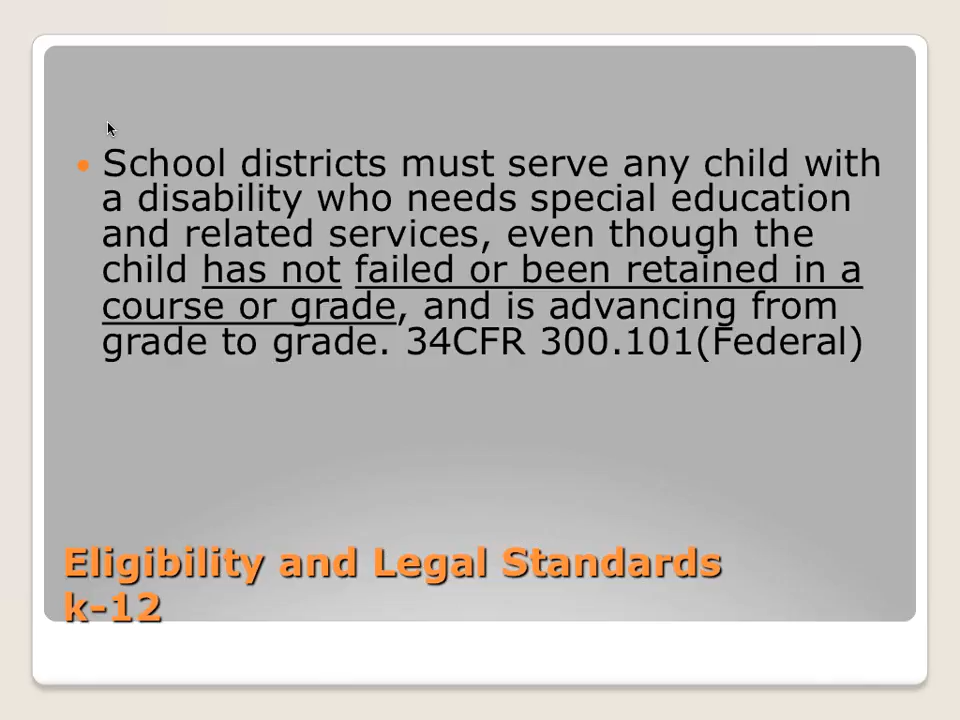 School districts must serve any child with
a disability who needs special education
and related services, even though the
child has not failed or been retained in a
course or grade, and is advancing from
grade to grade. 34CFR 300.101(Federal)
Eligibility and Legal Standards
k-12